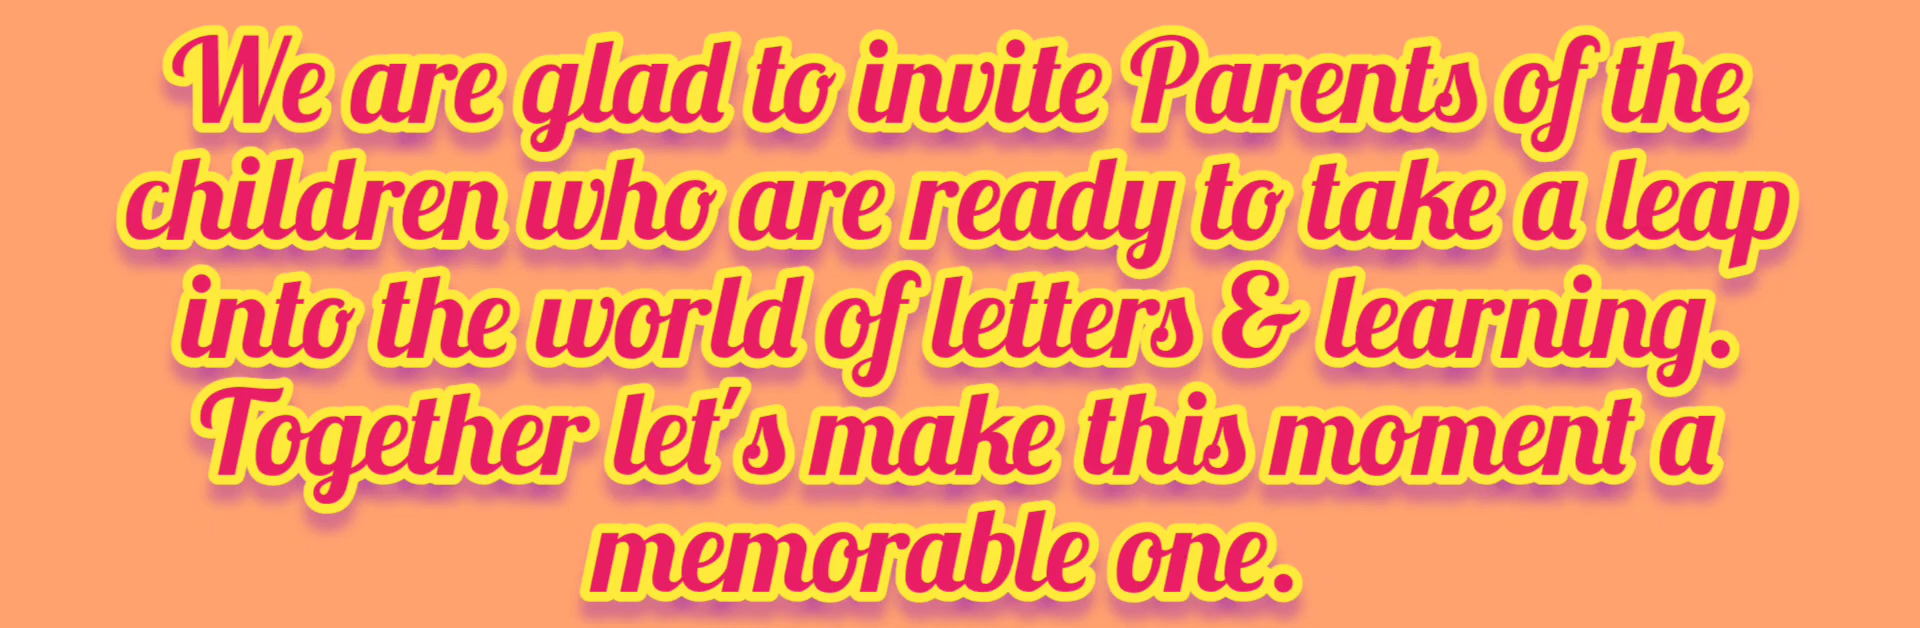 We are glad to invite Parents of the
children who are ready to take a leap
into the world of letters & learning.
Together let's make this moment a
memorable one.